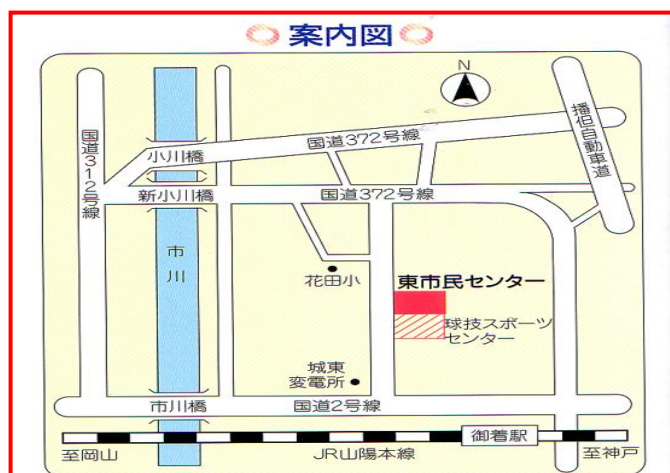 案内図
N
国道372号線
播但自動車道
国道312号線
小川橋
新小川橋
国道372号線
市川
花田小
東市民センター
球技スポーツ
センター
城東
変電所
市川橋
国道2号線
御着駅
至岡山
JR山陽本線
至神戸